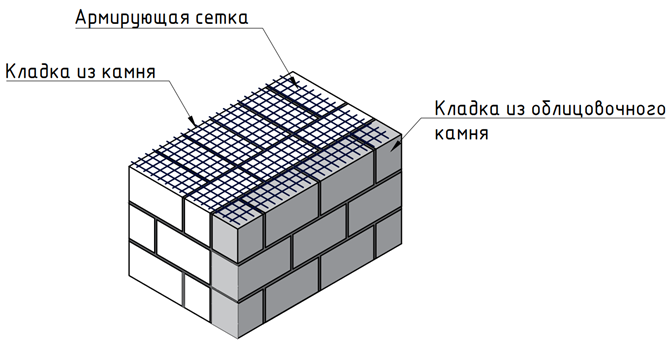 Армирующая сетка
Кладка из камня
Кладка из облицовочного
камня